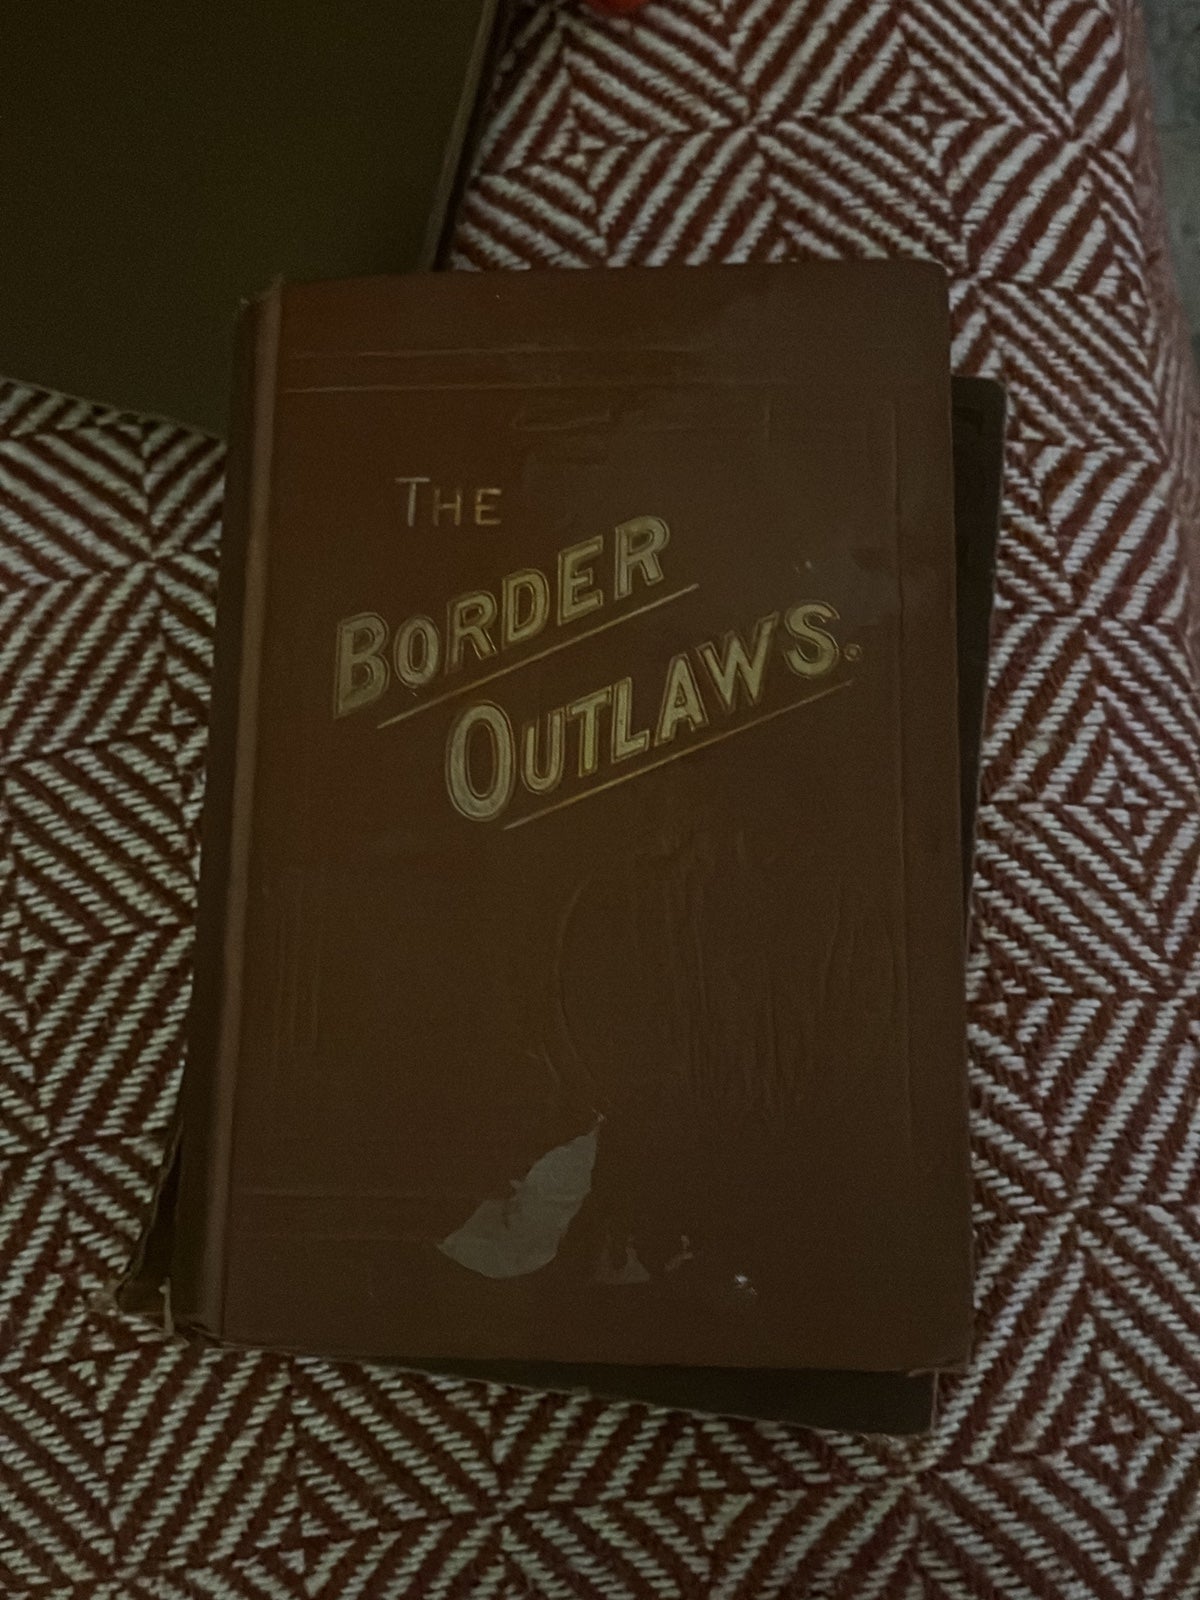 THE
BORDER
OUTLAWS.